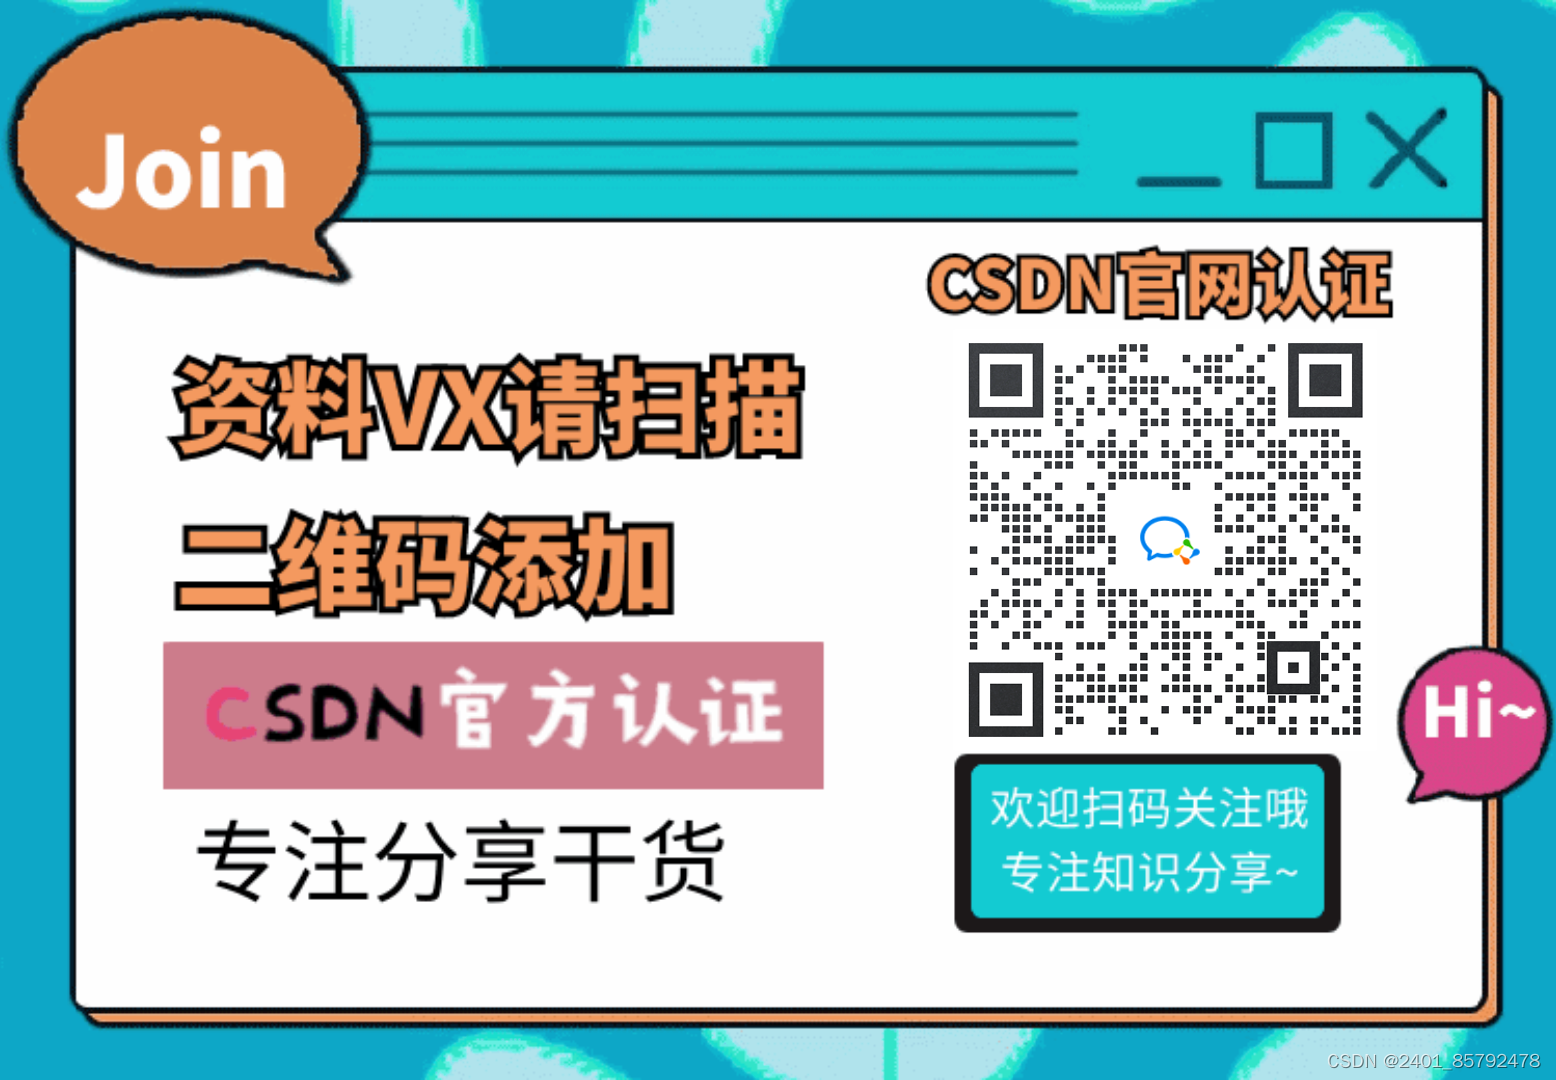 Join
CSDN官网认证
资料VX请扫描
二维码添加
CSDN官方认证
专注分享干货
Hi~
欢迎扫码关注哦
专注知识分享~
CSDN @2401_85792478